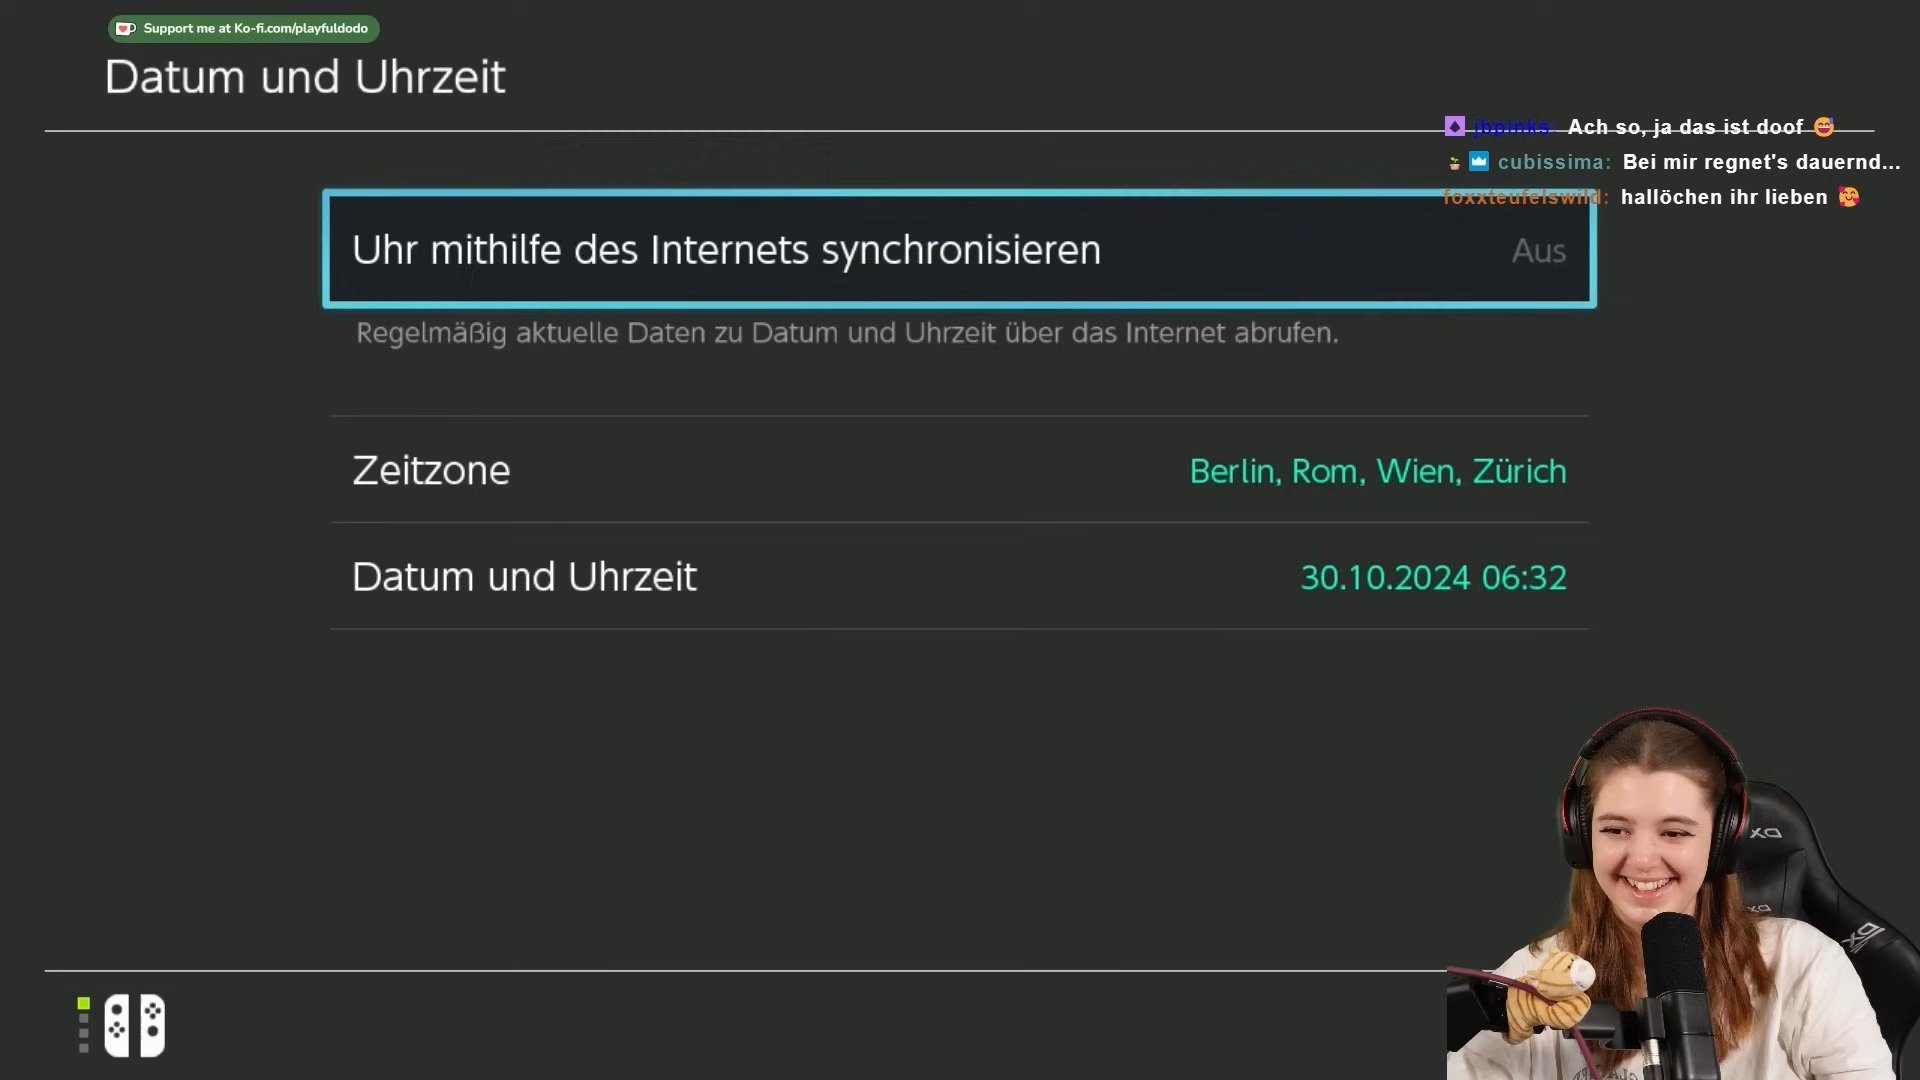 Support me at Ko-fi.com/playfuldodo
Datum und Uhrzeit
jbpinks: Ach so, ja das ist doof 😅
cubissima: Bei mir regnet's dauernd...
foxxteufelswild: hallöchen ihr lieben 🥰
Uhr mithilfe des Internets synchronisieren Aus
Regelmäßig aktuelle Daten zu Datum und Uhrzeit über das Internet abrufen.
Zeitzone Berlin, Rom, Wien, Zürich
Datum und Uhrzeit 30.10.2024 06:32